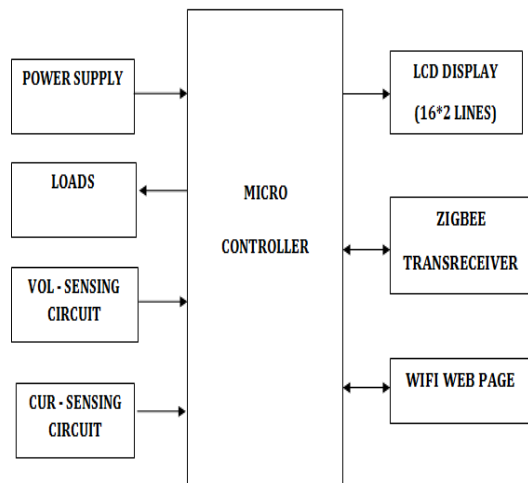 POWER SUPPLY
LOADS
VOL - SENSING
CIRCUIT
CUR - SENSING
CIRCUIT
MICRO
CONTROLLER
LCD DISPLAY
(16*2 LINES)
ZIGBEE
TRANSRECEIVER
WIFI WEB PAGE